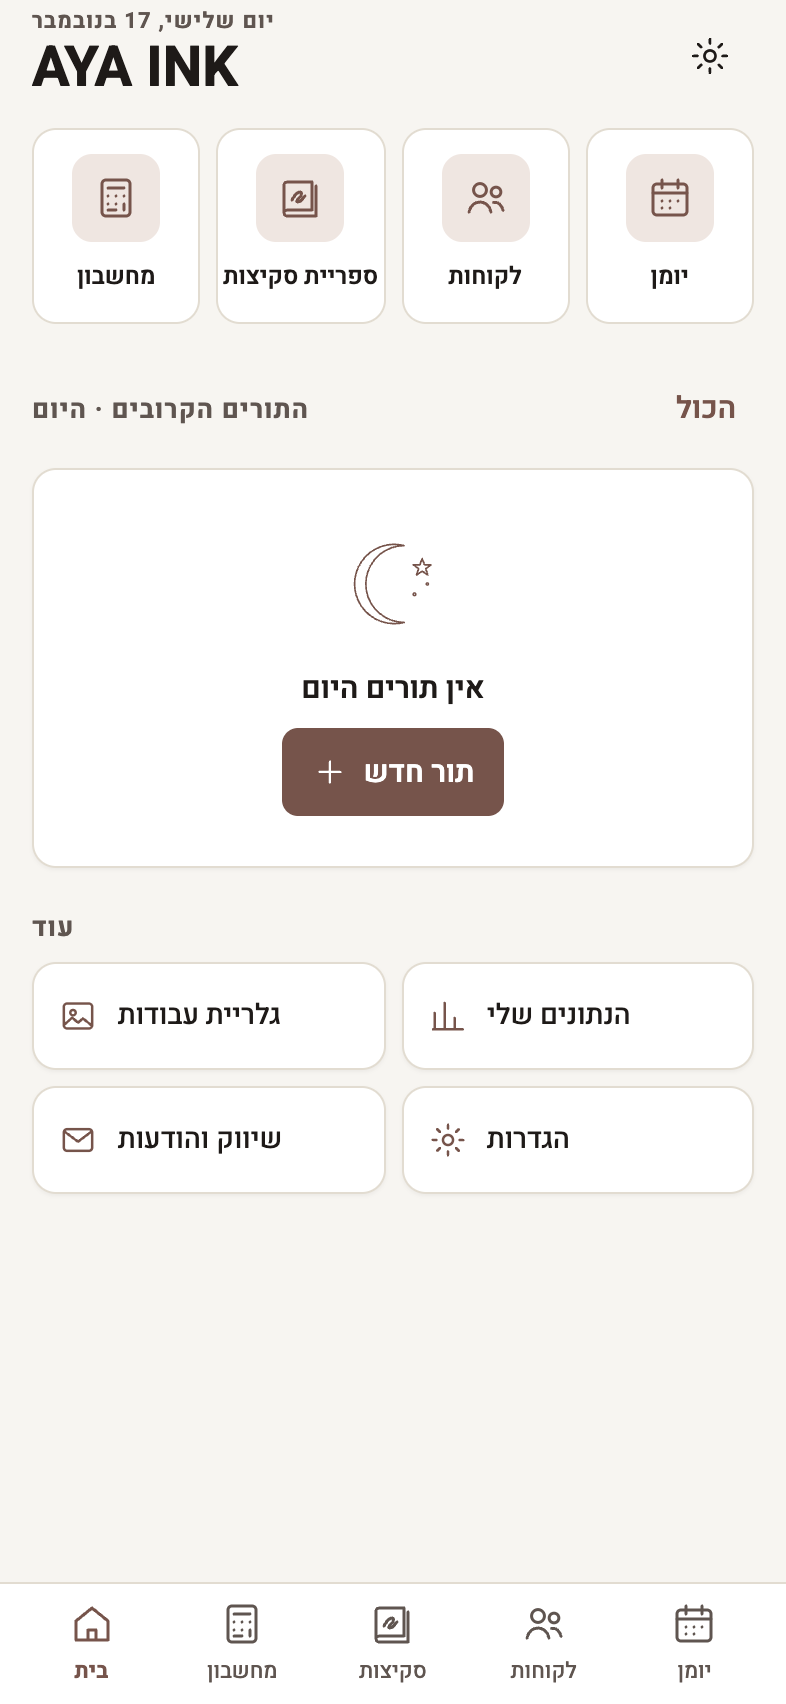 יום שלישי, 17 בנובמבר
AYA INK
יומן
לקוחות
ספריית סקיצות
מחשבון
התורים הקרובים · היום
הכול
אין תורים היום
תור חדש
עוד
הנתונים שלי
גלריית עבודות
הגדרות
שיווק והודעות
יומן
לקוחות
סקיצות
מחשבון
בית